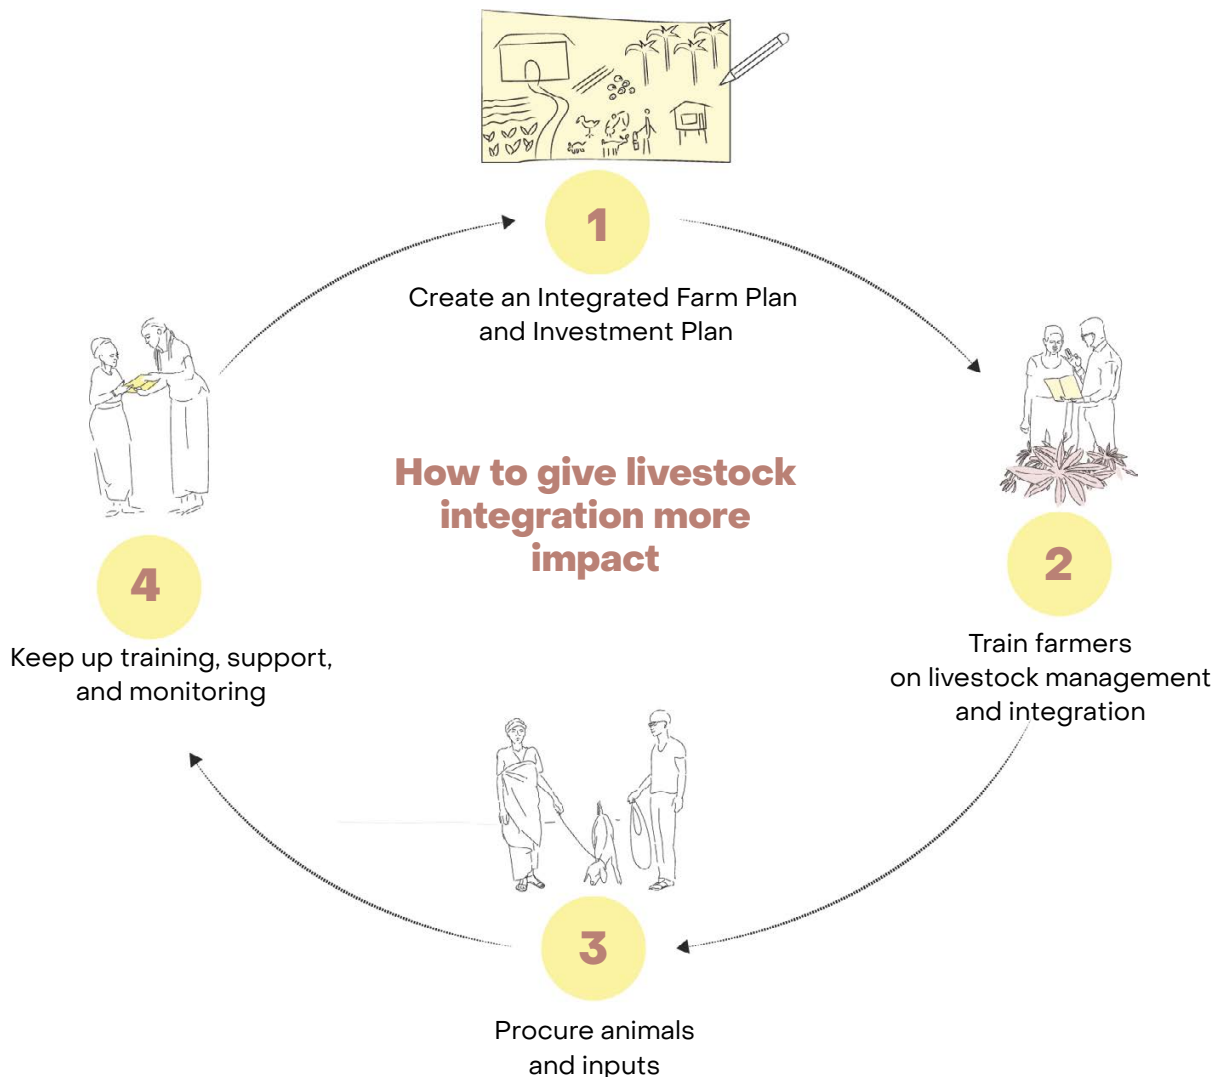 1
Create an Integrated Farm Plan
and Investment Plan
How to give livestock
integration more
impact
2
Train farmers
on livestock management
and integration
3
Procure animals
and inputs
4
Keep up training, support,
and monitoring